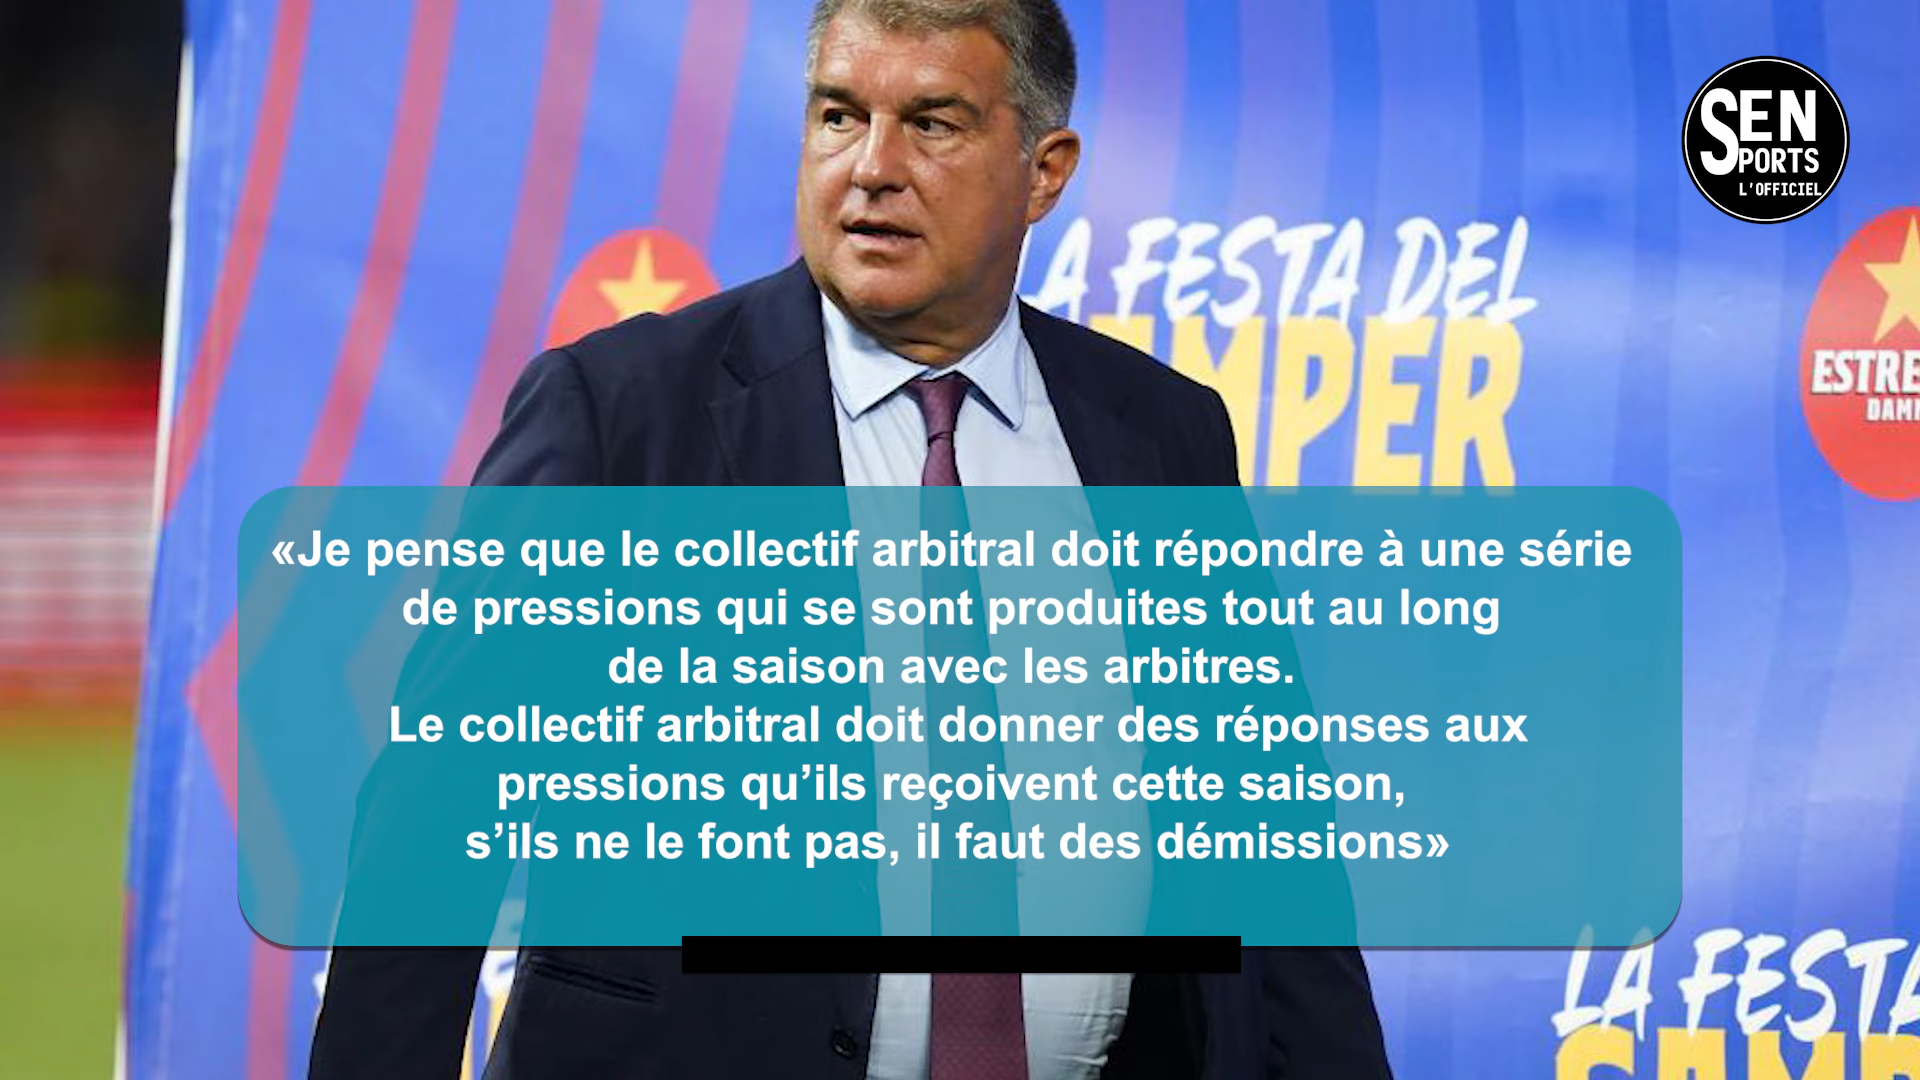 SEN
SPORTS
L'OFFICIEL
LA FESTA DEL
ESTRE
DAM
«Je pense que le collectif arbitral doit répondre à une série
de pressions qui se sont produites tout au long
de la saison avec les arbitres.
Le collectif arbitral doit donner des réponses aux
pressions qu’ils reçoivent cette saison,
s’ils ne le font pas, il faut des démissions»
LA FESTA